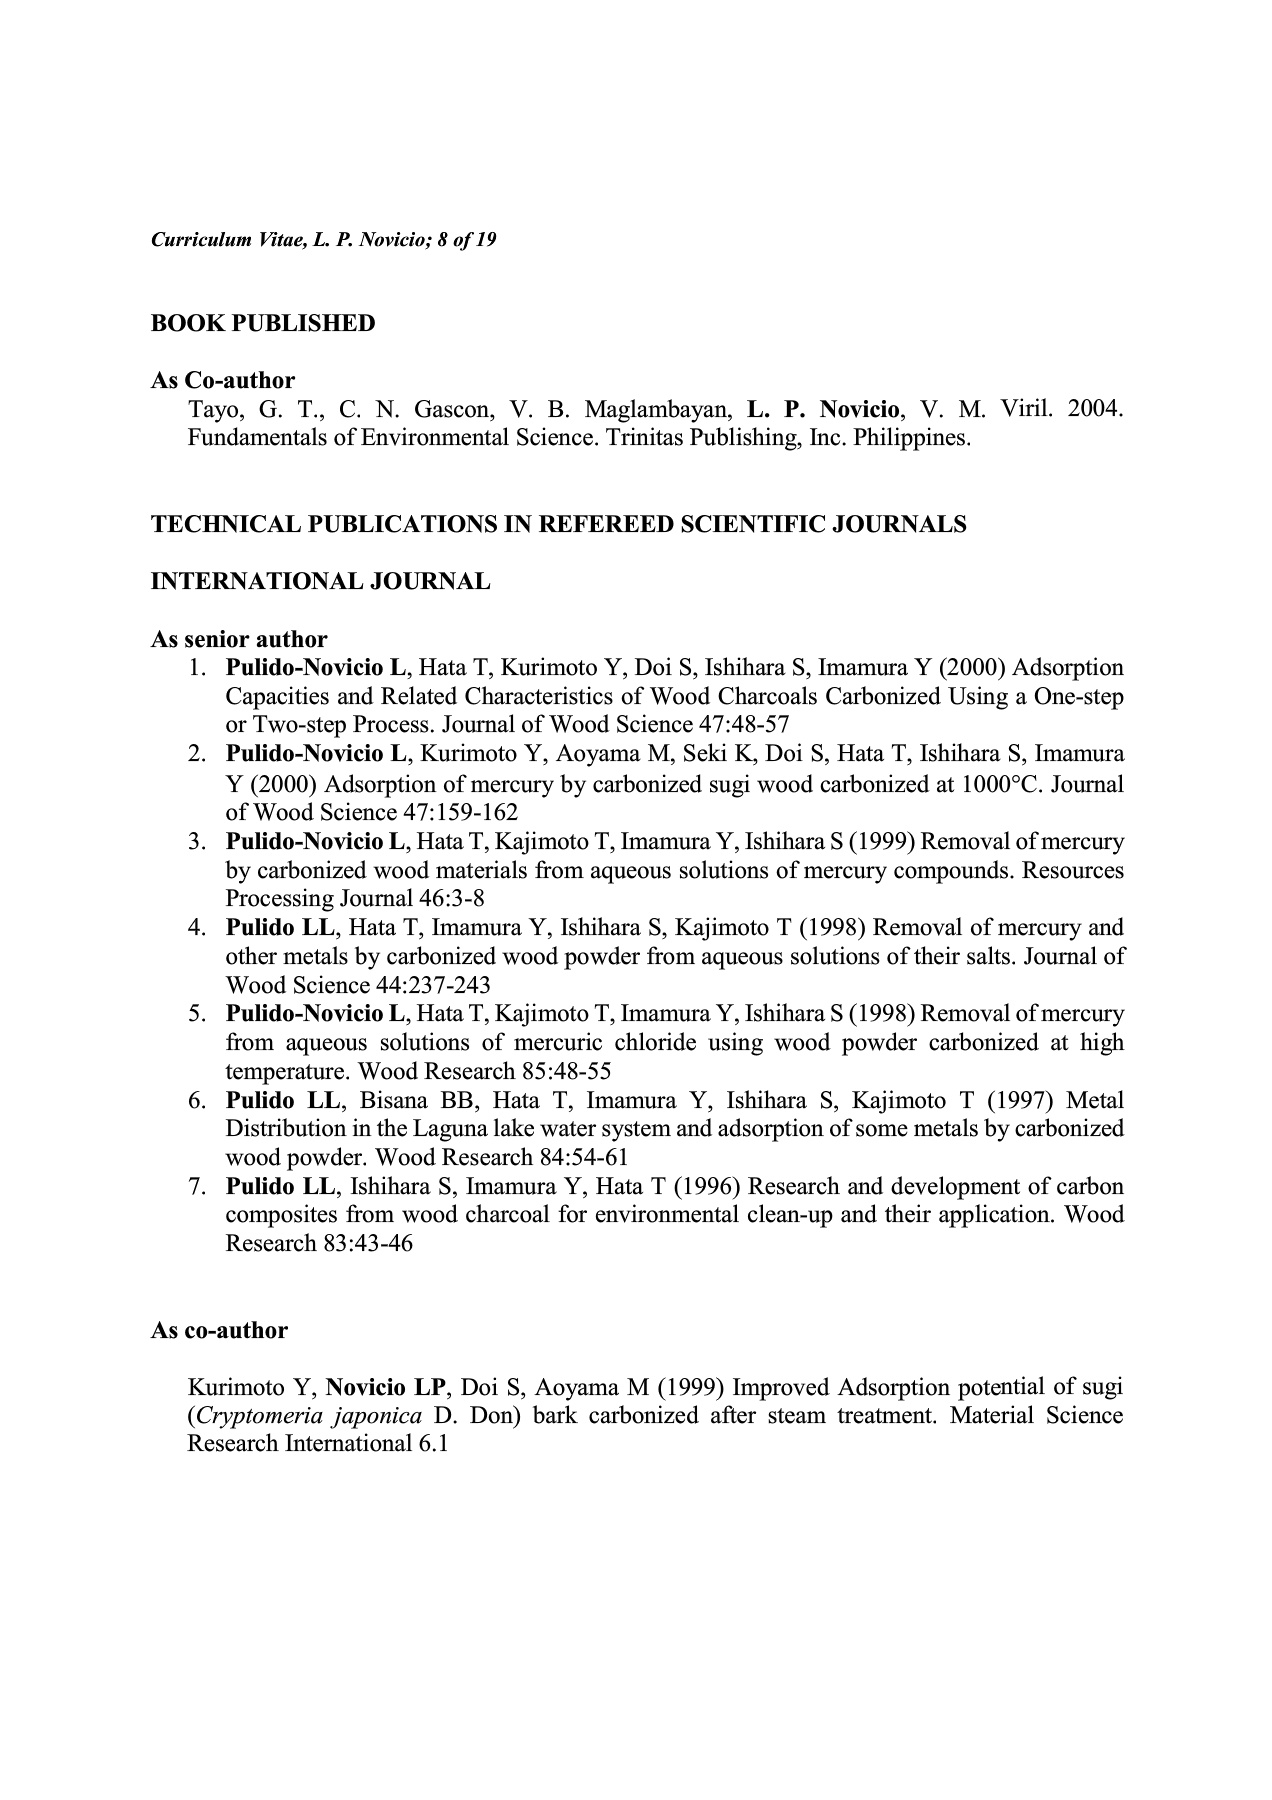 Curriculum Vitae, L. P. Novicio; 8 of 19
BOOK PUBLISHED
As Co-author
Tayo, G. T., C. N. Gascon, V. B. Maglambayan, L. P. Novicio, V. M. Viril. 2004.
Fundamentals of Environmental Science. Trinitas Publishing, Inc. Philippines.
TECHNICAL PUBLICATIONS IN REFEREED SCIENTIFIC JOURNALS
INTERNATIONAL JOURNAL
As senior author
1. Pulido-Novicio L, Hata T, Kurimoto Y, Doi S, Ishihara S, Imamura Y (2000) Adsorption
Capacities and Related Characteristics of Wood Charcoals Carbonized Using a One-step
or Two-step Process. Journal of Wood Science 47:48-57
2. Pulido-Novicio L, Kurimoto Y, Aoyama M, Seki K, Doi S, Hata T, Ishihara S, Imamura
Y (2000) Adsorption of mercury by carbonized sugi wood carbonized at 1000°C. Journal
of Wood Science 47:159-162
3. Pulido-Novicio L, Hata T, Kajimoto T, Imamura Y, Ishihara S (1999) Removal of mercury
by carbonized wood materials from aqueous solutions of mercury compounds. Resources
Processing Journal 46:3-8
4. Pulido LL, Hata T, Imamura Y, Ishihara S, Kajimoto T (1998) Removal of mercury and
other metals by carbonized wood powder from aqueous solutions of their salts. Journal of
Wood Science 44:237-243
5. Pulido-Novicio L, Hata T, Kajimoto T, Imamura Y, Ishihara S (1998) Removal of mercury
from aqueous solutions of mercuric chloride using wood powder carbonized at high
temperature. Wood Research 85:48-55
6. Pulido LL, Bisana BB, Hata T, Imamura Y, Ishihara S, Kajimoto T (1997) Metal
Distribution in the Laguna lake water system and adsorption of some metals by carbonized
wood powder. Wood Research 84:54-61
7. Pulido LL, Ishihara S, Imamura Y, Hata T (1996) Research and development of carbon
composites from wood charcoal for environmental clean-up and their application. Wood
Research 83:43-46
As co-author
Kurimoto Y, Novicio LP, Doi S, Aoyama M (1999) Improved Adsorption potential of sugi
(Cryptomeria japonica D. Don) bark carbonized after steam treatment. Material Science
Research International 6.1